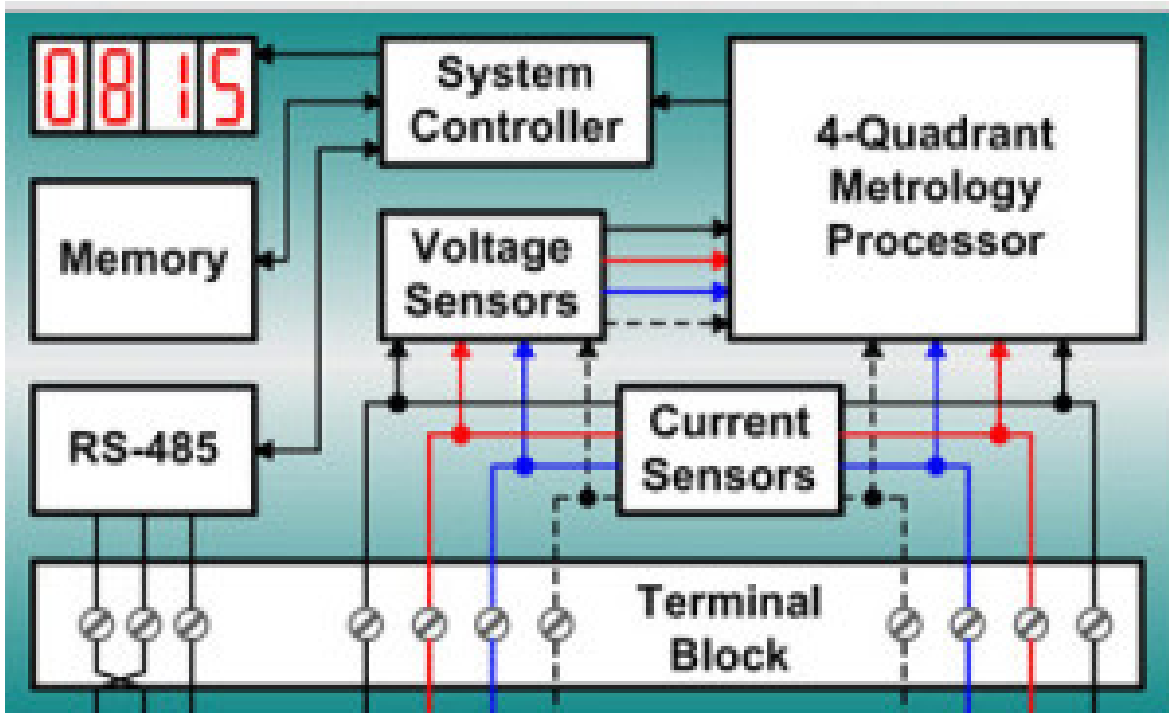 0815
System
Controller
4-Quadrant
Metrology
Processor
Memory
Voltage
Sensors
RS-485
Current
Sensors
Terminal
Block